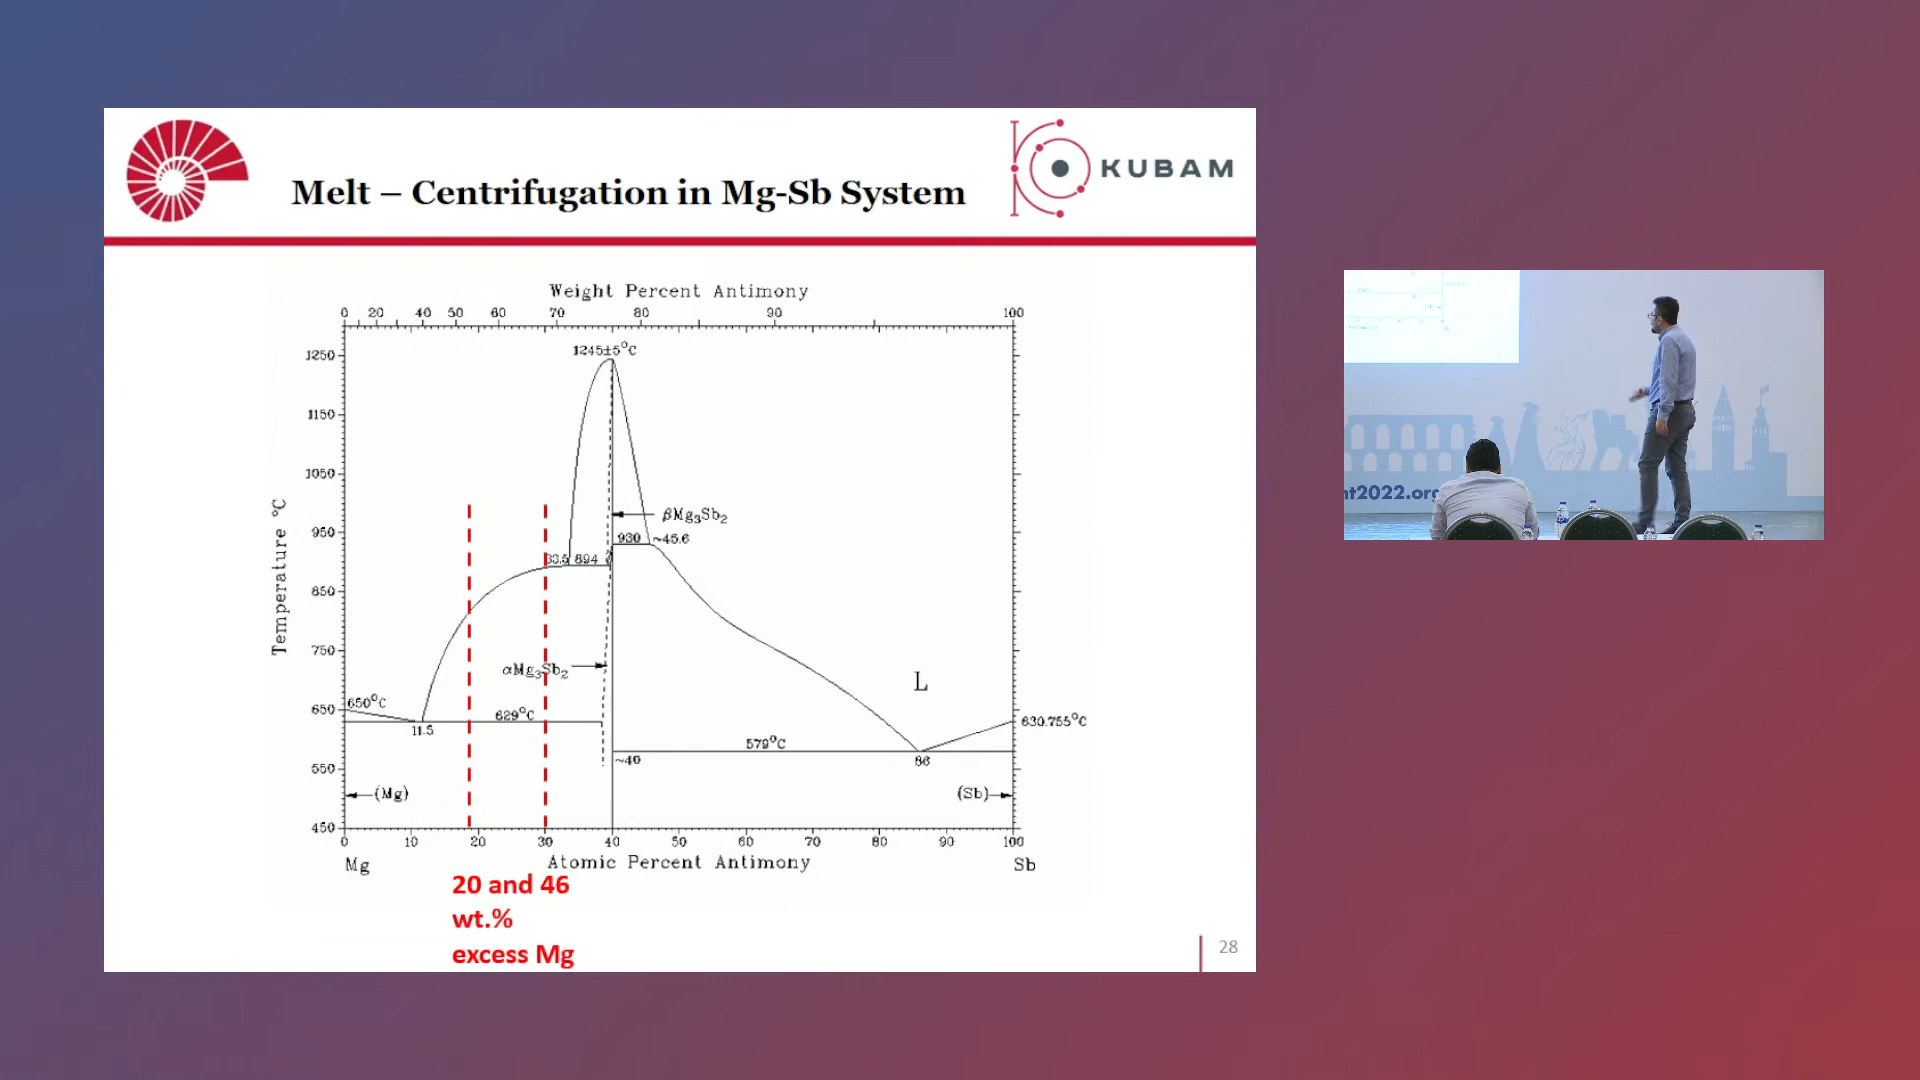 KUBAM
Melt – Centrifugation in Mg-Sb System
Weight Percent Antimony
0 20 40 50 60 70 80 90 100
1245±5°C
1250
1150
1050
950
850
750
650
550
450
Temperature °C
βMg3Sb2
930 ~45.6
33.5 894
αMg3Sb2
L
650°C
629°C
11.5
630.755°C
579°C
~40
86
(Mg)
(Sb)
0 10 20 30 40 50 60 70 80 90 100
Mg Atomic Percent Antimony Sb
20 and 46
wt.%
excess Mg
28
nt2022.org